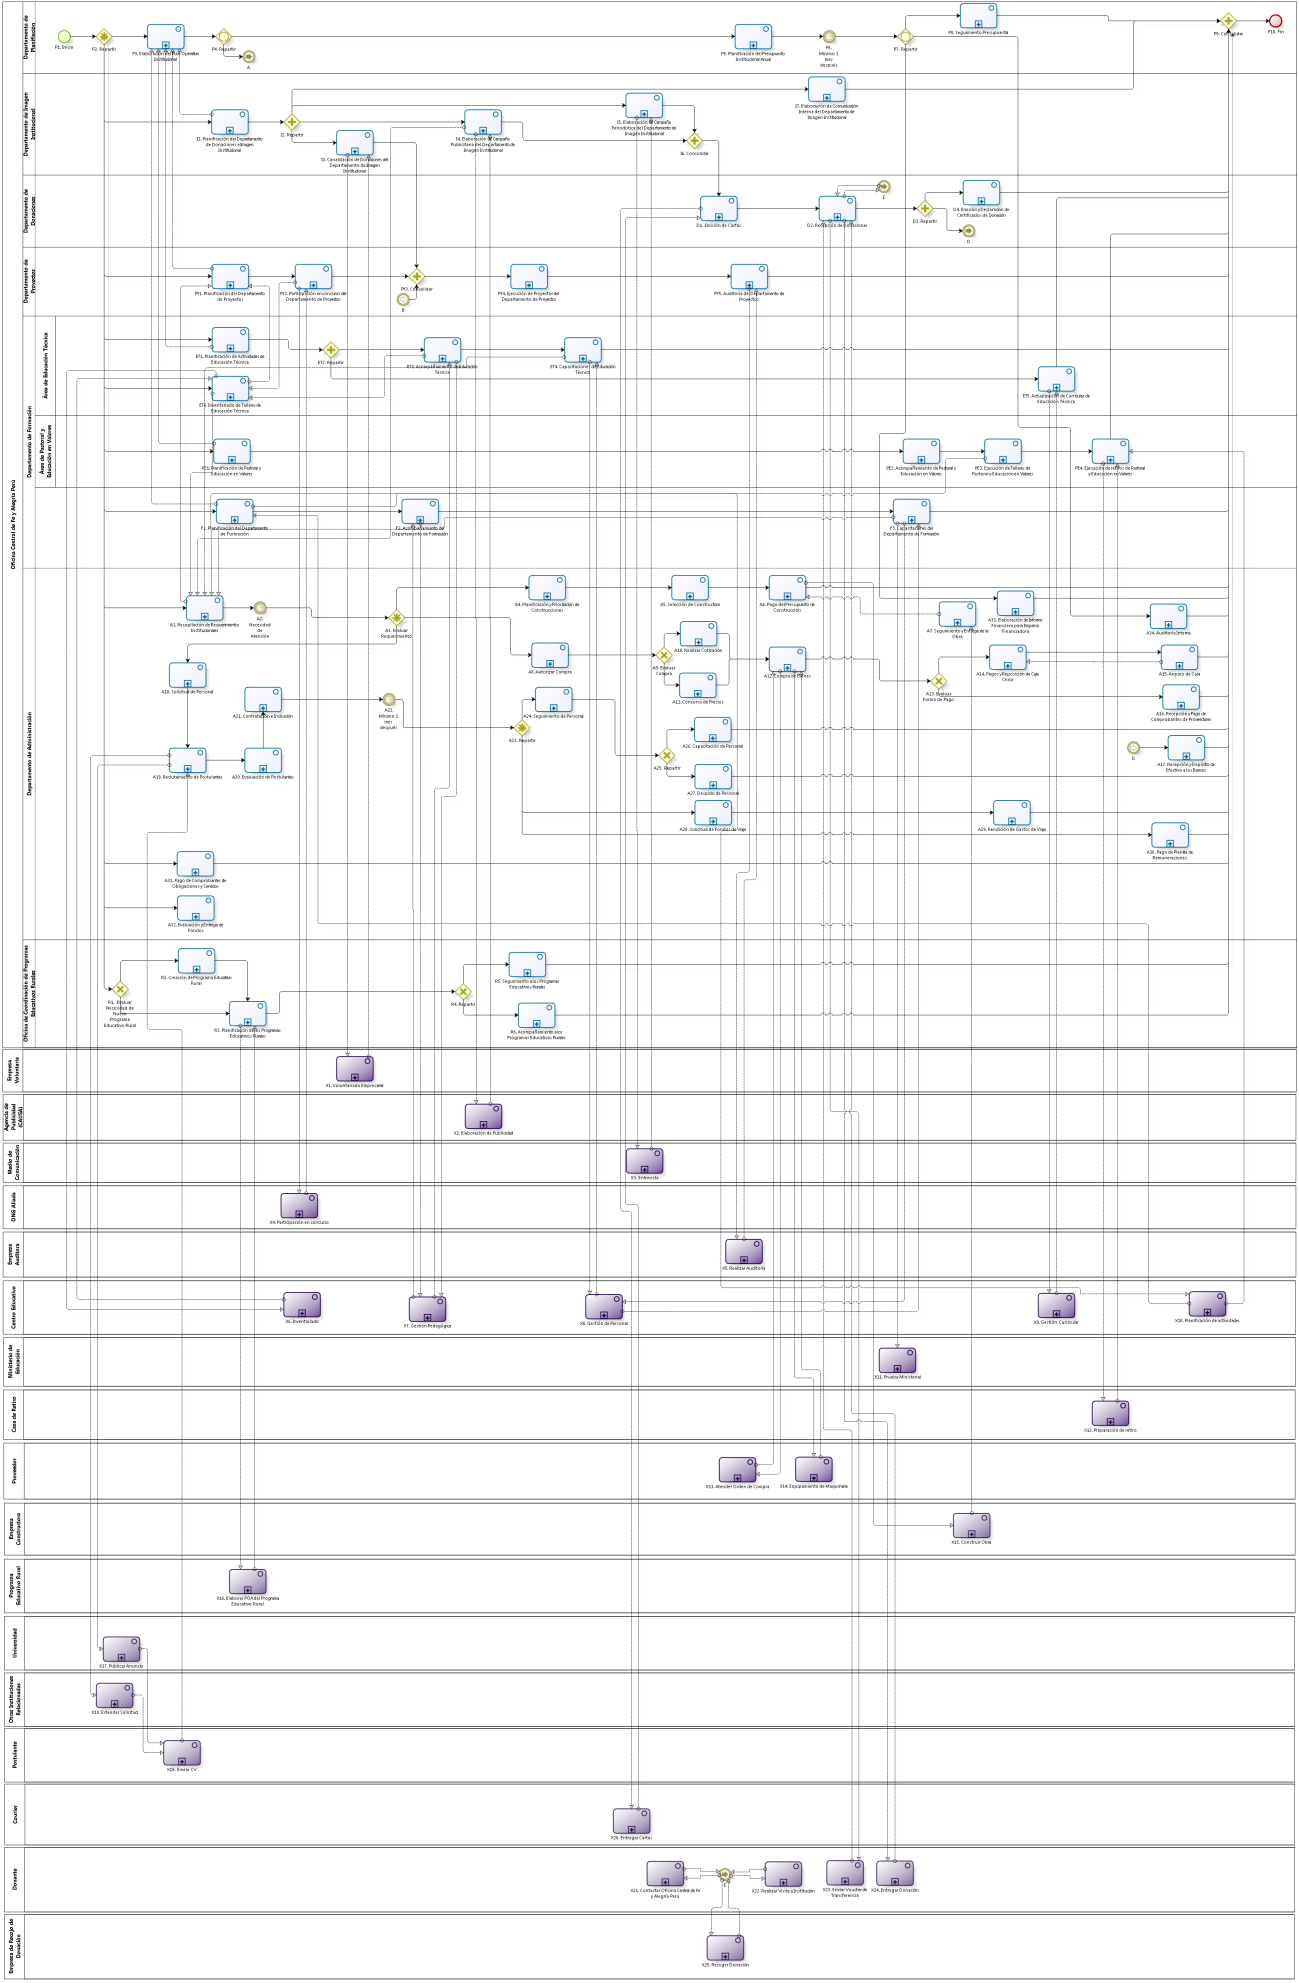 Oficina Central de Fe y Alegría Perú
Departamento de
Planificación
P1. Inicio
P2. Repartir
P3. Elaboración del Plan Operativo
Institucional
P4. Repartir
A
P5. Planificación del Presupuesto
Institucional Anual
P6.
Mínimo 1
mes
después
P7. Repartir
P8. Seguimiento Presupuestal
P9. Consolidar
P10. Fin
Departamento de Imagen
Institucional
I1. Planificación del Departamento
de Donaciones e Imagen
Institucional
I2. Repartir
I3. Canalización de Donaciones del
Departamento de Imagen
Institucional
I4. Elaboración de Campaña
Publicitaria del Departamento de
Imagen Institucional
I5. Elaboración de Campaña
Periodística del Departamento de
Imagen Institucional
I6. Consolidar
I7. Elaboración de Comunicación
Interna del Departamento de
Imagen Institucional
Departamento de
Donaciones
D1. Emisión de Cartas
D2. Recepción de Donaciones
E
D3. Repartir
D
D4. Emisión y Declaración de
Certificados de Donación
Departamento de
Proyectos
PY1. Planificación del Departamento
de Proyectos
PY2. Participación en concurso del
Departamento de Proyectos
PY3. Consolidar
PY4. Ejecución de Proyectos del
Departamento de Proyectos
PY5. Auditoría de Departamento de
Proyectos
Departamento de Formación
Área de Educación Técnica
ET1. Planificación de Actividades de
Educación Técnica
ET2. Repartir
ET3. Acompañamiento de Educación
Técnica
ET4. Capacitaciones de Educación
Técnica
ET5. Actualización de Currículas de
Educación Técnica
ET6. Inventariado de Talleres de
Educación Técnica
Área de Pastoral y
Educación en Valores
PE1. Planificación de Pastoral y
Educación en Valores
PE2. Acompañamiento de Pastoral y
Educación en Valores
PE3. Ejecución de Talleres de
Pastoral y Educación en Valores
PE4. Ejecución de Retiros de Pastoral
y Educación en Valores
F1. Planificación del Departamento
de Formación
F2. Acompañamiento de
Departamento de Formación
F3. Capacitaciones del
Departamento de Formación
Departamento de Administración
A1. Recopilación de Requerimientos
Institucionales
A2.
Necesidad
de
Atención
A3. Evaluar
Requerimiento
A4. Planificación y Priorización de
Construcciones
A5. Selección de Constructora
A6. Pago del Presupuesto de
Construcción
A7. Seguimiento y Entrega de la
Obra
A33. Elaboración de Informe
Financiero para Empresa
Financiadora
A34. Auditoría Interna
A8. Autorizar Compra
A9. Evaluar
Compra
A10. Realizar Cotización
A11. Concurso de Precios
A12. Compra de Bienes
A13. Evaluar
Forma de Pago
A14. Pagos y Reposición de Caja
Chica
A15. Arqueo de Caja
A16. Recepción y Pago de
Comprobantes de Proveedores
A17. Recepción y Depósito de
Efectivo a los Bancos
A18. Solicitud de Personal
A19. Reclutamiento de Postulantes
A20. Evaluación de Postulantes
A21. Contratación e Inducción
A22.
Mínimo 1
mes
después
A23. Repartir
A24. Seguimiento de Personal
A25. Repartir
A26. Capacitación de Personal
A27. Despido de Personal
A28. Solicitud de Fondos de Viaje
A29. Rendición de Gastos de Viaje
A30. Pago de Planilla de
Remuneraciones
A31. Pago de Comprobantes de
Obligaciones y Servicios
A32. Evaluación y Entrega de
Fondos
Oficina de Coordinación de Programas
Educativos Rurales
R1. Evaluar
Necesidad de
Nuevo
Programa
Educativo Rural
R2. Creación de Programa Educativo
Rural
R3. Planificación de los Programas
Educativos Rurales
R4. Repartir
R5. Seguimiento a los Programas
Educativos Rurales
R6. Acompañamiento a los
Programas Educativos Rurales
Empresa
Voluntaria
X1. Voluntariado Empresarial
Agencia de
Publicidad
(CAUSA)
X2. Elaboración de Publicidad
Medio de
Comunicación
X3. Entrevista
ONG Aliada
X4. Participación en concurso
Empresa
Auditora
X5. Realizar Auditoría
Centro Educativo
X6. Inventariado
X7. Gestión Pedagógica
X8. Gestión de Personal
X9. Gestión Curricular
X10. Planificación de actividades
Ministerio de
Educación
X11. Prueba Ministerial
Casa de Retiro
X12. Preparación de retiro
Proveedor
X13. Atender Orden de Compra
X14. Equipamiento de Maquinaria
Empresa
Constructora
X15. Construir Obra
Programa
Educativo Rural
X16. Elaborar POA del Programa
Educativo Rural
Universidad
X17. Publicar Anuncio
Otras Instituciones
Relacionadas
X18. Extender Solicitud
Postulante
X19. Enviar CV
Courier
X20. Entregar Cartas
Donante
X21. Contactar Oficina Central de Fe
y Alegría Perú
X22. Realizar Visita a Institución
X23. Enviar Voucher de
Transferencia
X24. Entregar Donación
Empresa de Recojo de
Donación
X25. Recoger Donación